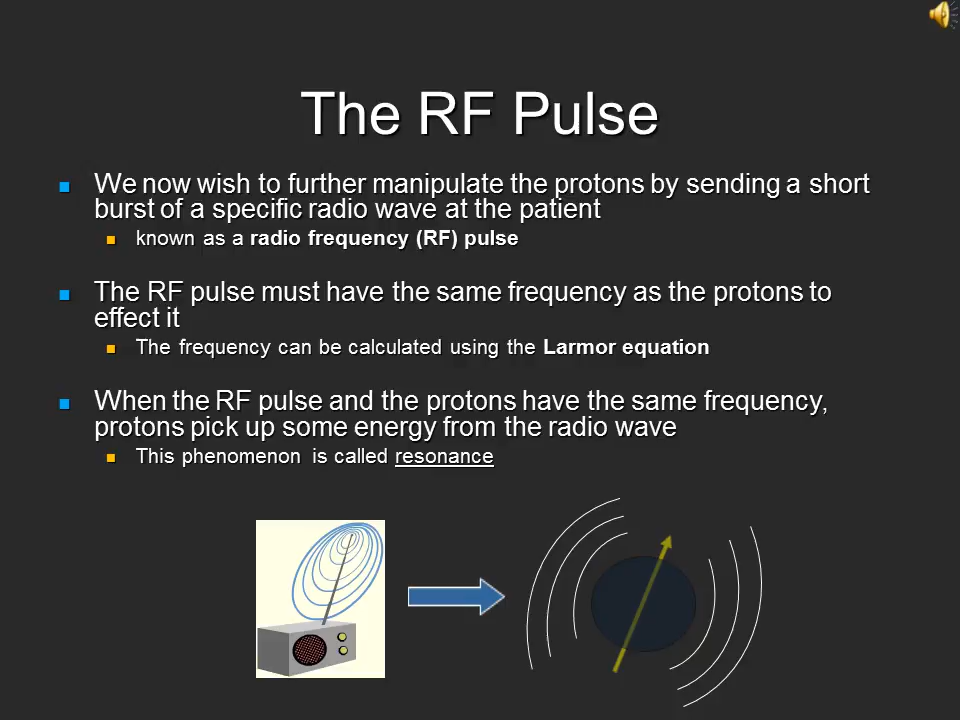 The RF Pulse
We now wish to further manipulate the protons by sending a short
burst of a specific radio wave at the patient
known as a radio frequency (RF) pulse
The RF pulse must have the same frequency as the protons to
effect it
The frequency can be calculated using the Larmor equation
When the RF pulse and the protons have the same frequency,
protons pick up some energy from the radio wave
This phenomenon is called resonance